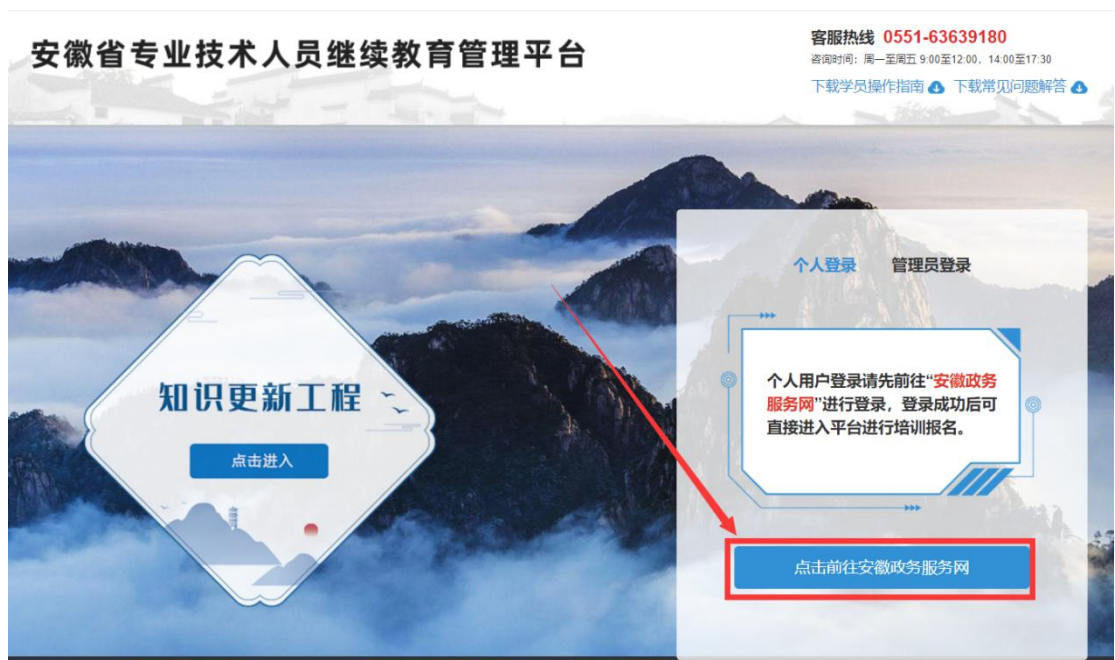 安徽省专业技术人员继续教育管理平台
客服热线 0551-63639180
咨询时间：周一至周五 9:00至12:00，14:00至17:30
下载学员操作指南 下载常见问题解答
个人登录 管理员登录
知识更新工程
点击进入
个人用户登录请先前往“安徽政务
服务网”进行登录，登录成功后可
直接进入平台进行培训报名。
点击前往安徽政务服务网